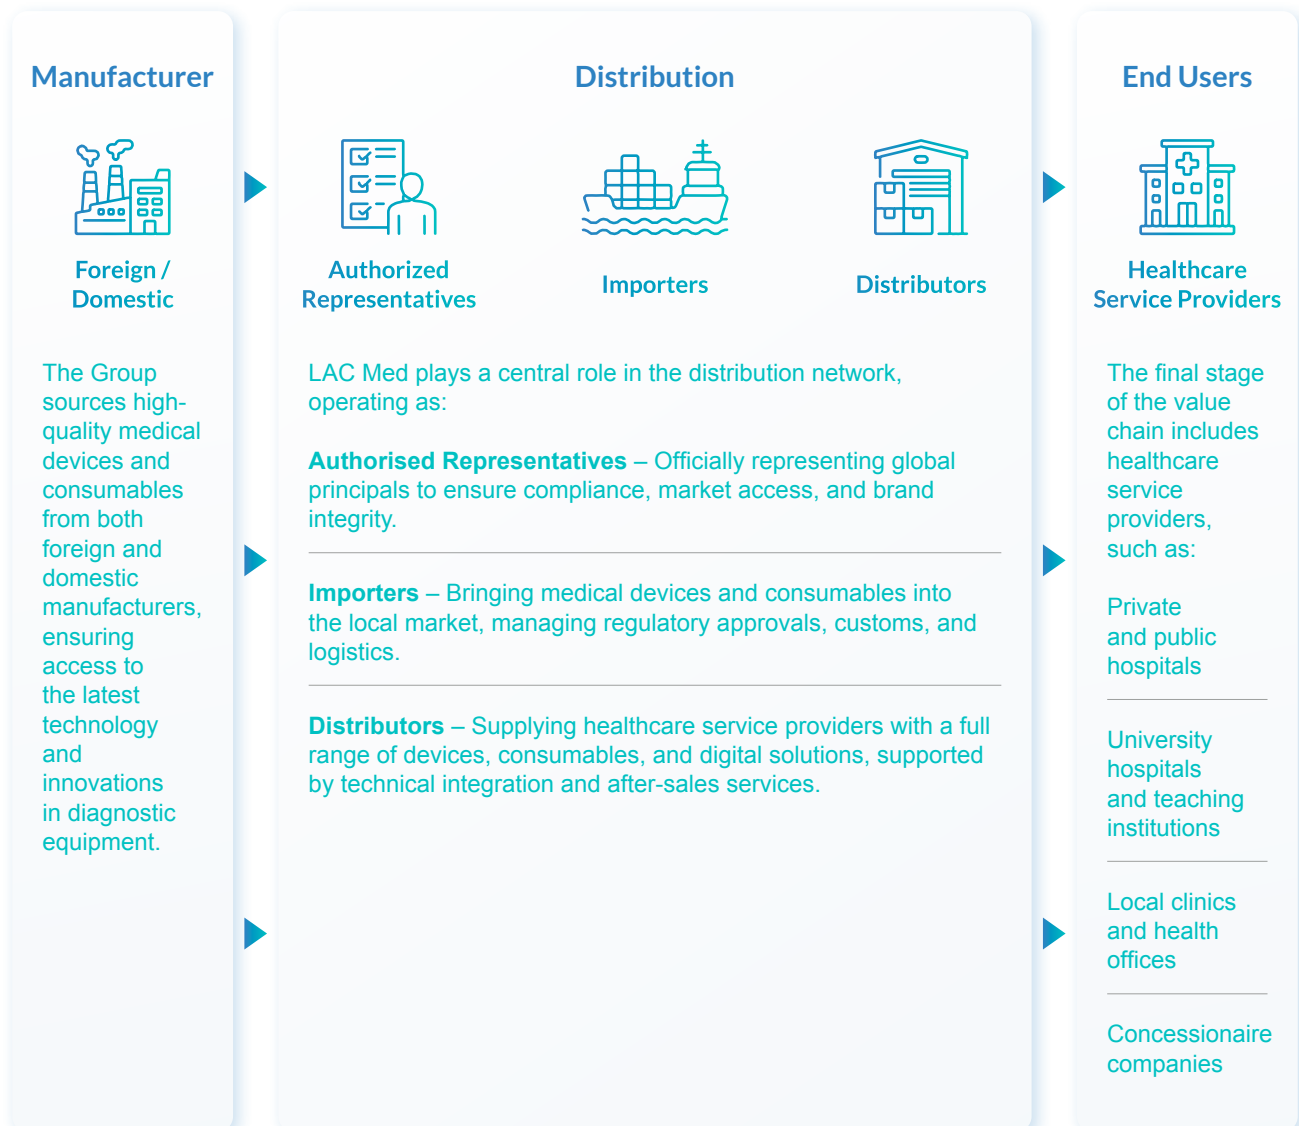 Manufacturer
Foreign /
Domestic
The Group
sources high-
quality medical
devices and
consumables
from both
foreign and
domestic
manufacturers,
ensuring
access to
the latest
technology
and
innovations
in diagnostic
equipment.
Distribution
Authorized
Representatives
Importers
Distributors
LAC Med plays a central role in the distribution network,
operating as:
Authorised Representatives – Officially representing global
principals to ensure compliance, market access, and brand
integrity.
Importers – Bringing medical devices and consumables into
the local market, managing regulatory approvals, customs, and
logistics.
Distributors – Supplying healthcare service providers with a full
range of devices, consumables, and digital solutions, supported
by technical integration and after-sales services.
End Users
Healthcare
Service Providers
The final stage
of the value
chain includes
healthcare
service
providers,
such as:
Private
and public
hospitals
University
hospitals
and teaching
institutions
Local clinics
and health
offices
Concessionaire
companies